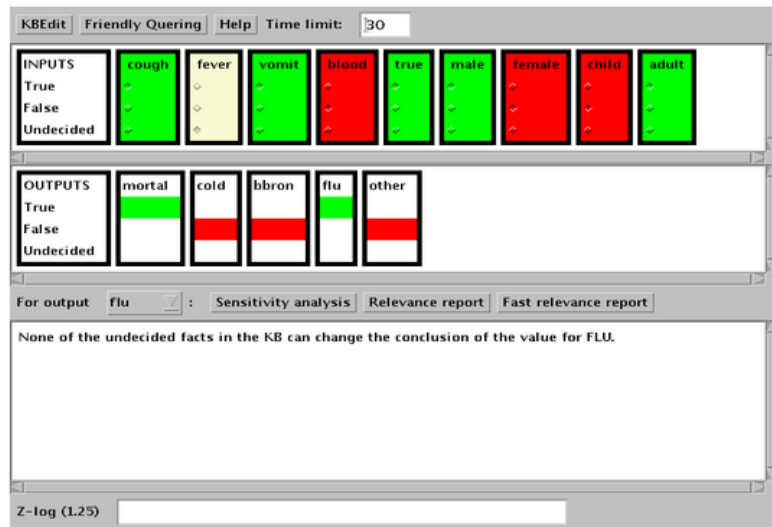 KBEdit Friendly Quering Help Time limit: 30
INPUTS cough fever vomit blood true male female child adult
True
False
Undecided
OUTPUTS mortal cold bbron flu other
True
False
Undecided
For output flu : Sensitivity analysis Relevance report Fast relevance report
None of the undecided facts in the KB can change the conclusion of the value for FLU.
Z-log (1.25)